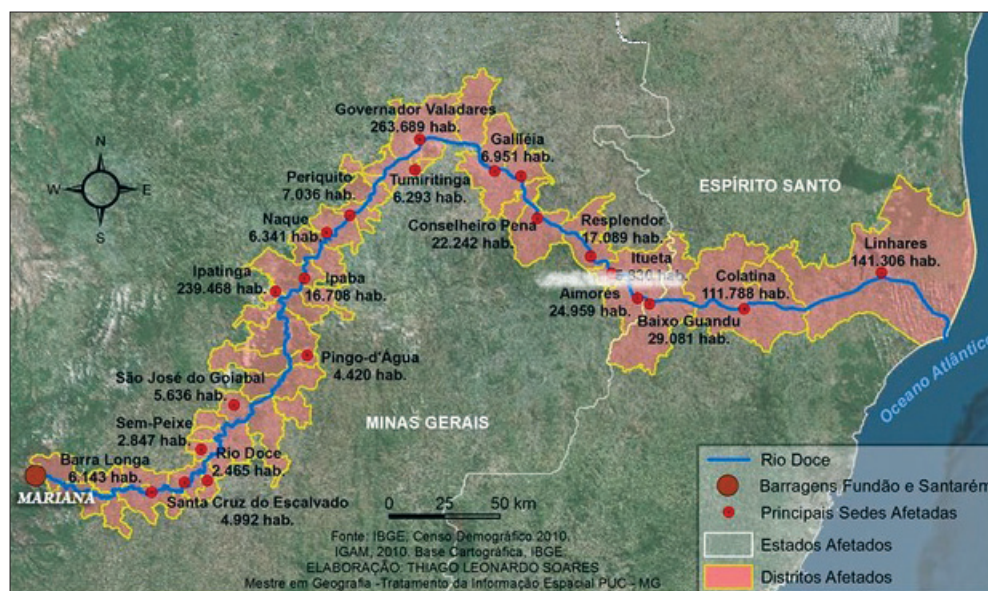 Governador Valadares
263.689 hab.
Galiléia
6.951 hab.
Periquito
7.036 hab.
Tumiritinga
6.293 hab.
N
W
E
S
ESPÍRITO SANTO
Naque
6.341 hab.
Conselheiro Pena
22.242 hab.
Resplendor
17.089 hab.
Itueta
Linhares
141.306 hab.
Ipatinga
239.468 hab.
Ipaba
16.708 hab.
Aimorés
24.959 hab.
Colatina
111.788 hab.
Baixo Guandu
29.081 hab.
Pingo-d'Água
4.420 hab.
São José do Goiabal
5.636 hab.
Oceano Atlântico
Sem-Peixe
2.847 hab.
MINAS GERAIS
Barra Longa
6.143 hab.
Rio Doce
2.465 hab.
MARIANA
Santa Cruz do Escalvado
4.992 hab.
0 25 50 km
Fonte: IBGE, Censo Demográfico 2010.
IGAM, 2010. Base Cartográfica, IBGE.
ELABORAÇÃO: THIAGO LEONARDO SOARES
Mestre em Geografia -Tratamento da Informação Espacial PUC - MG
Rio Doce
Barragens Fundão e Santarém
Principais Sedes Afetadas
Estados Afetados
Distritos Afetados